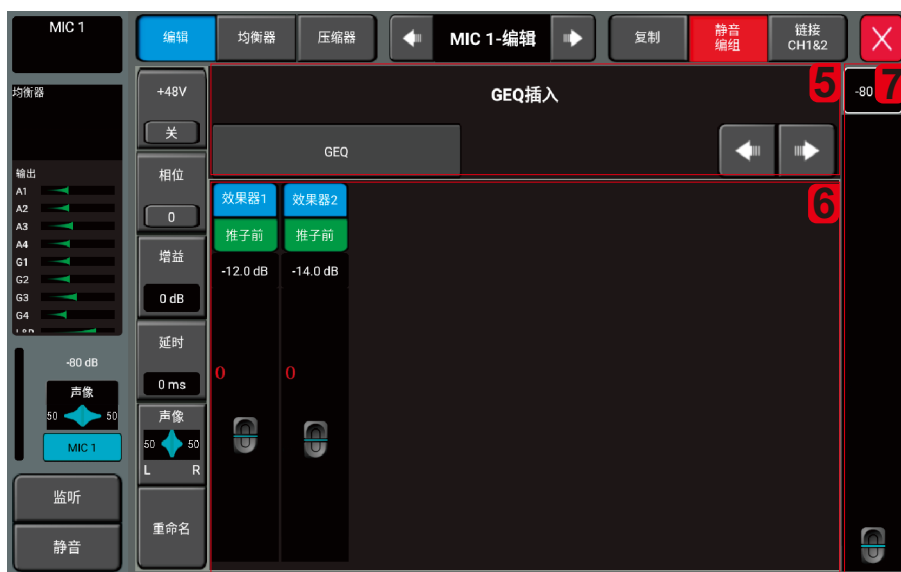 MIC 1
编辑
均衡器
压缩器
MIC 1-编辑
复制
静音
编组
链接
CH1&2
均衡器
输出
A1
A2
A3
A4
G1
G2
G3
G4
L&R
-80 dB
声像
50 50
MIC 1
监听
静音
+48V
关
相位
0
增益
0 dB
延时
0 ms
声像
50 50
L R
重命名
GEQ插入
5
GEQ
效果器1 效果器2
推子前 推子前
-12.0 dB -14.0 dB
0 0
6
-80
7